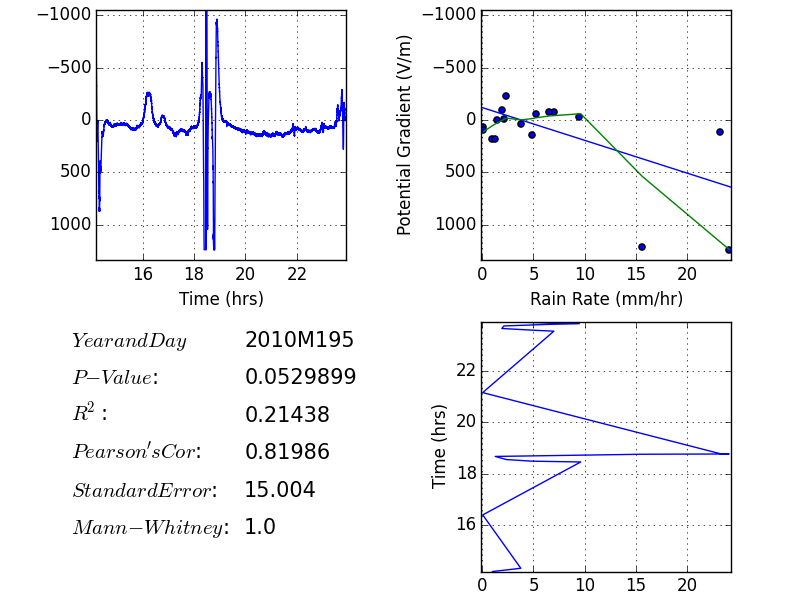 −1000
−500
0
500
1000
16 18 20 22
Time (hrs)
−1000
−500
0
500
1000
Potential Gradient (V/m)
0 5 10 15 20
Rain Rate (mm/hr)
YearandDay 2010M195
P−Value: 0.0529899
R²: 0.21438
Pearson'sCor: 0.81986
StandardError: 15.004
Mann−Whitney: 1.0
22
20
18
16
Time (hrs)
0 5 10 15 20